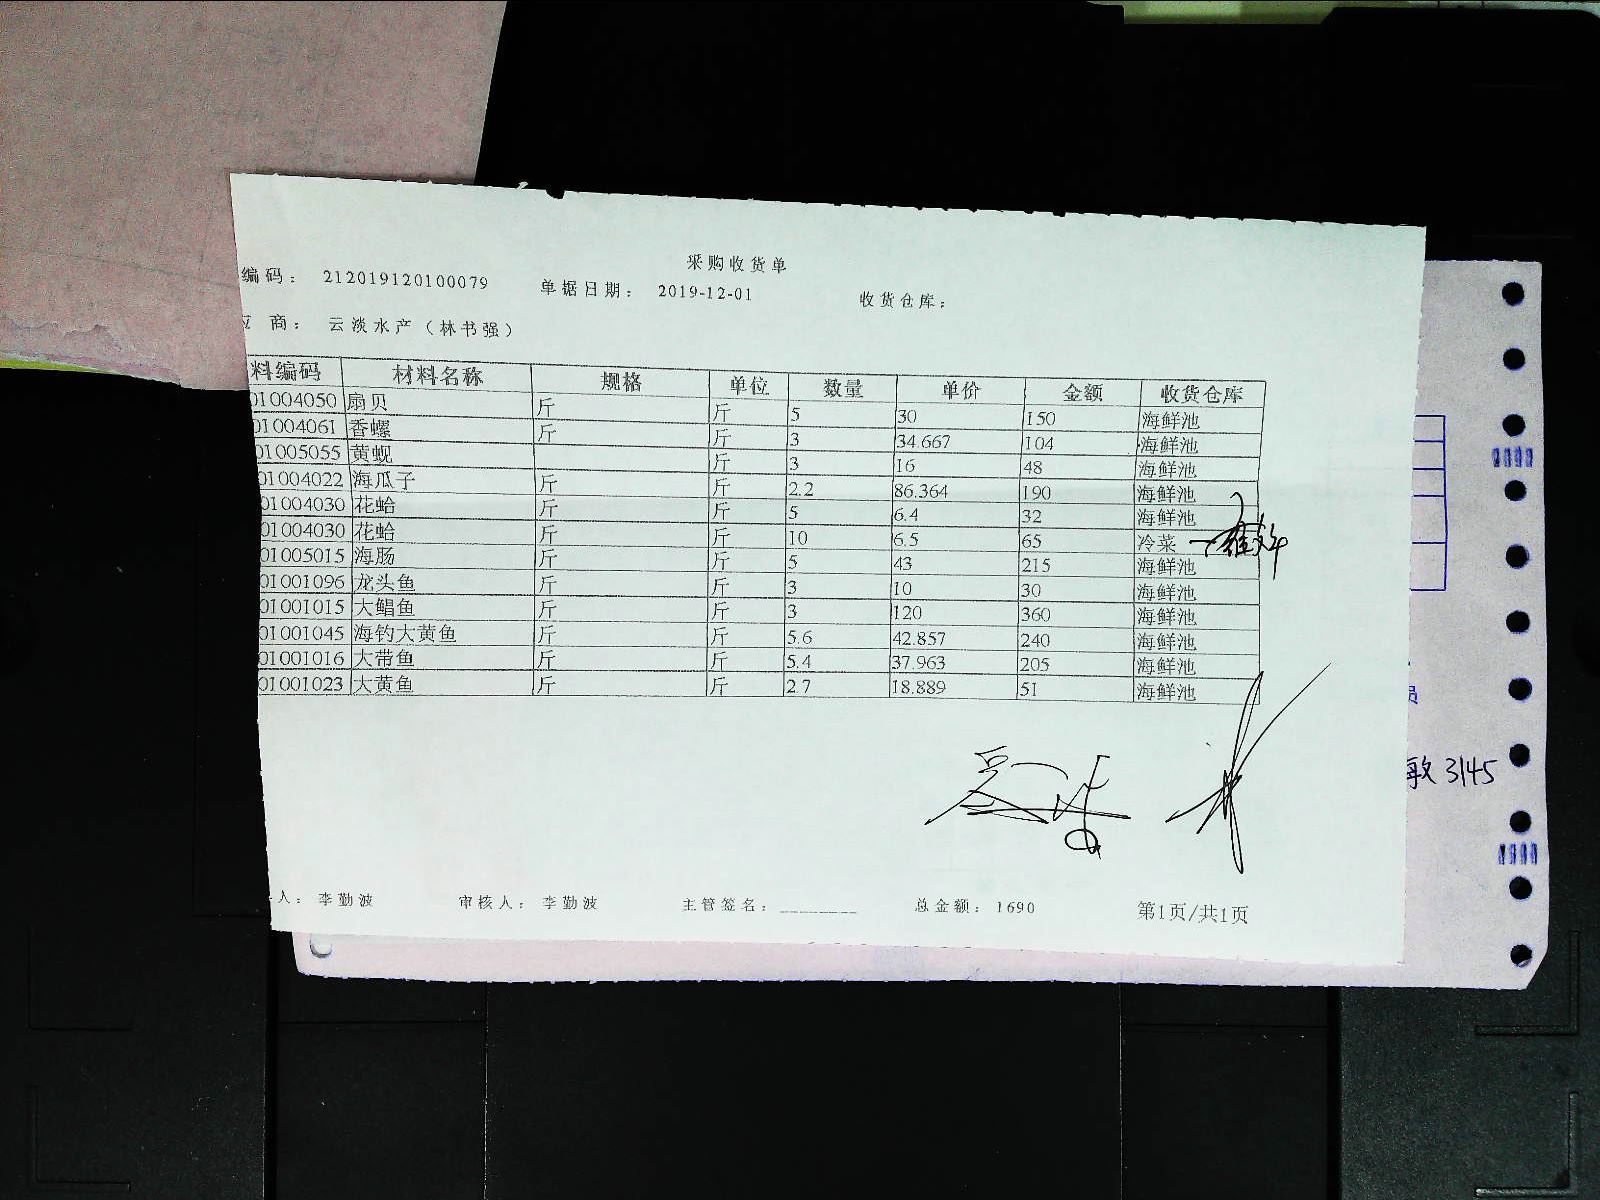 采购收货单
编码: 212019120100079 单据日期: 2019-12-01 收货仓库:
应 商: 云淡水产(林书强)
料编码 材料名称 规格 单位 数量 单价 金额 收货仓库
01004050 扇贝 斤 斤 5 30 150 海鲜池
01004061 香螺 斤 斤 3 34.667 104 海鲜池
01005055 黄蚬 斤 3 16 48 海鲜池
01004022 海瓜子 斤 斤 2.2 86.364 190 海鲜池
01004030 花蛤 斤 斤 5 6.4 32 海鲜池
01004030 花蛤 斤 斤 10 6.5 65 冷菜
01005015 海肠 斤 斤 5 43 215 海鲜池
01001096 龙头鱼 斤 斤 3 10 30 海鲜池
01001015 大鲳鱼 斤 斤 3 120 360 海鲜池
01001045 海钓大黄鱼 斤 斤 5.6 42.857 240 海鲜池
01001016 大带鱼 斤 斤 5.4 37.963 205 海鲜池
01001023 大黄鱼 斤 斤 2.7 18.889 51 海鲜池
员
敏 3145
人: 李勤波 审核人: 李勤波 主管签名: ________ 总金额: 1690 第1页/共1页